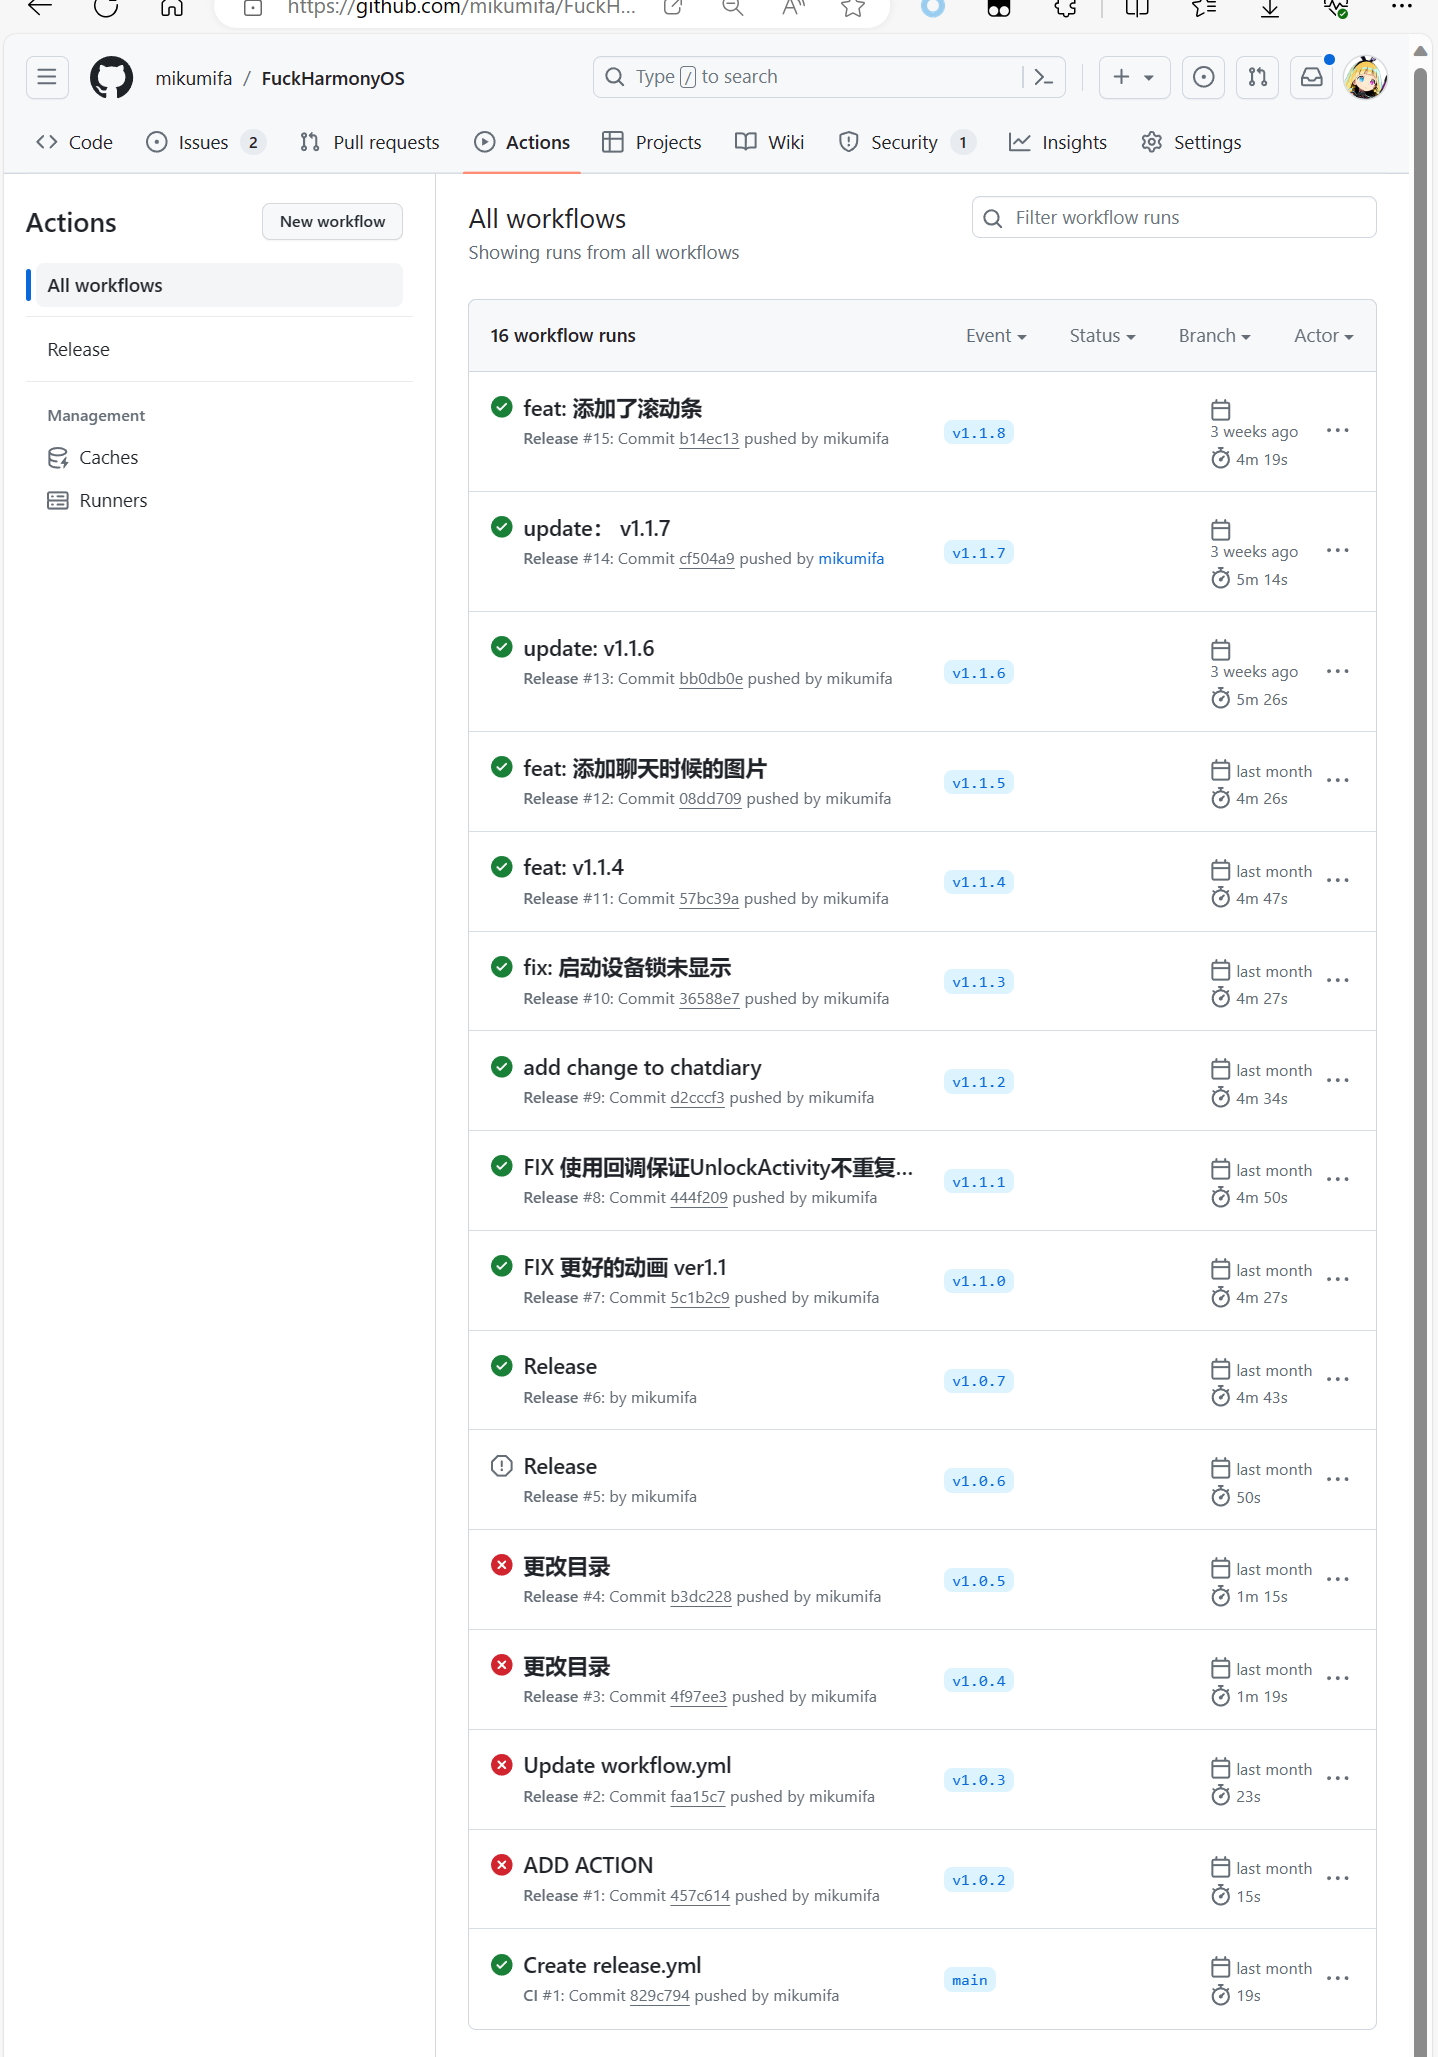 https://github.com/mikumifa/FuckH...
mikumifa / FuckHarmonyOS
Type / to search
Code
Issues 2
Pull requests
Actions
Projects
Wiki
Security 1
Insights
Settings
Actions
New workflow
All workflows
Release
Management
Caches
Runners
All workflows
Showing runs from all workflows
Filter workflow runs
16 workflow runs
Event
Status
Branch
Actor
feat: 添加了滚动条
Release #15: Commit b14ec13 pushed by mikumifa
v1.1.8
3 weeks ago
4m 19s
update： v1.1.7
Release #14: Commit cf504a9 pushed by mikumifa
v1.1.7
3 weeks ago
5m 14s
update: v1.1.6
Release #13: Commit bb0db0e pushed by mikumifa
v1.1.6
3 weeks ago
5m 26s
feat: 添加聊天时候的图片
Release #12: Commit 08dd709 pushed by mikumifa
v1.1.5
last month
4m 26s
feat: v1.1.4
Release #11: Commit 57bc39a pushed by mikumifa
v1.1.4
last month
4m 47s
fix: 启动设备锁未显示
Release #10: Commit 36588e7 pushed by mikumifa
v1.1.3
last month
4m 27s
add change to chatdiary
Release #9: Commit d2cccf3 pushed by mikumifa
v1.1.2
last month
4m 34s
FIX 使用回调保证UnlockActivity不重复...
Release #8: Commit 444f209 pushed by mikumifa
v1.1.1
last month
4m 50s
FIX 更好的动画 ver1.1
Release #7: Commit 5c1b2c9 pushed by mikumifa
v1.1.0
last month
4m 27s
Release
Release #6: by mikumifa
v1.0.7
last month
4m 43s
Release
Release #5: by mikumifa
v1.0.6
last month
50s
更改目录
Release #4: Commit b3dc228 pushed by mikumifa
v1.0.5
last month
1m 15s
更改目录
Release #3: Commit 4f97ee3 pushed by mikumifa
v1.0.4
last month
1m 19s
Update workflow.yml
Release #2: Commit faa15c7 pushed by mikumifa
v1.0.3
last month
23s
ADD ACTION
Release #1: Commit 457c614 pushed by mikumifa
v1.0.2
last month
15s
Create release.yml
CI #1: Commit 829c794 pushed by mikumifa
main
last month
19s